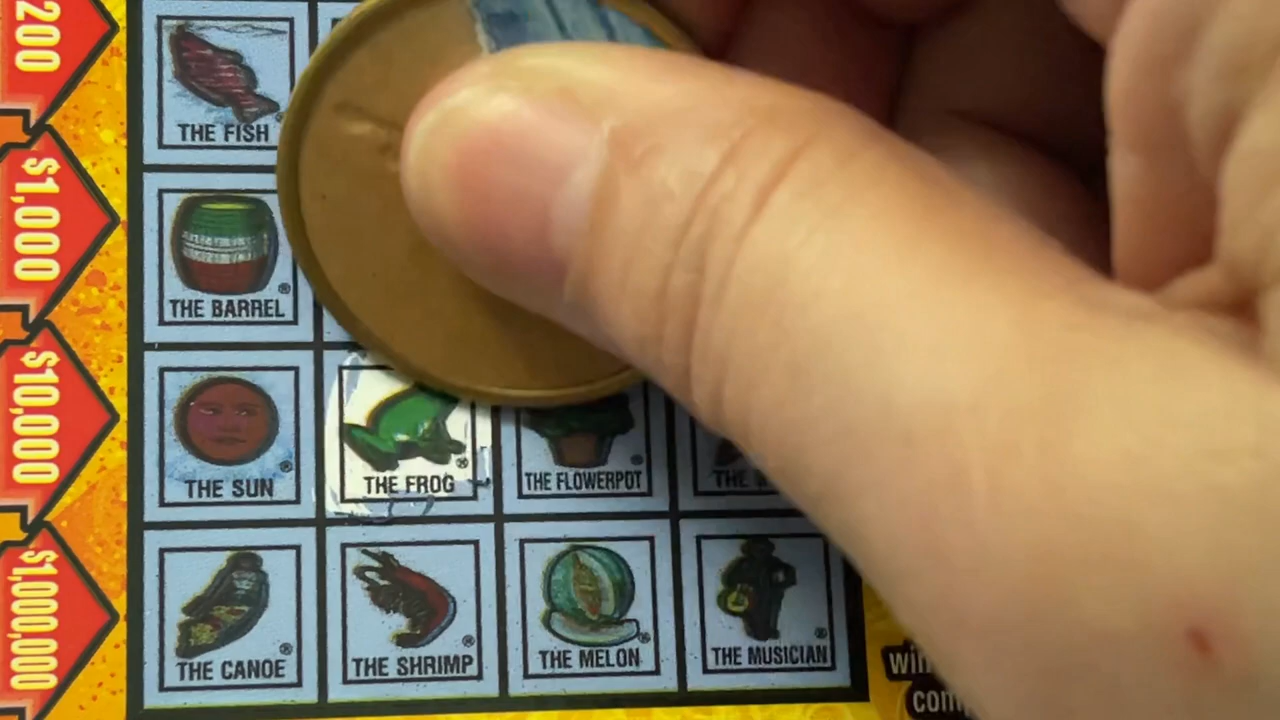 $200
THE FISH
$1,000
THE BARREL
$10,000
THE SUN
THE FROG
THE FLOWERPOT
THE
$1,000,000
THE CANOE
THE SHRIMP
THE MELON
THE MUSICIAN